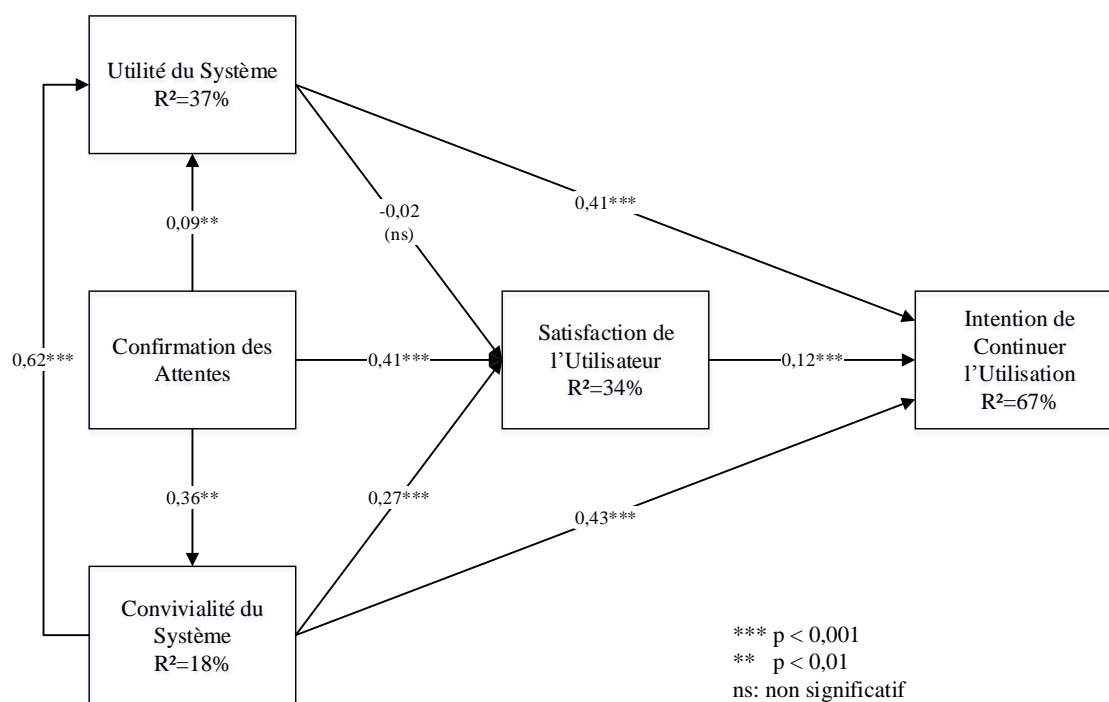 Utilité du Système
R²=37%
0,41***
-0,02
(ns)
0,09**
0,62***
Confirmation des
Attentes
0,41***
Satisfaction de
l’Utilisateur
R²=34%
0,12***
Intention de
Continuer
l’Utilisation
R²=67%
0,36**
0,27***
0,43***
Convivialité du
Système
R²=18%
*** p < 0,001
** p < 0,01
ns: non significatif